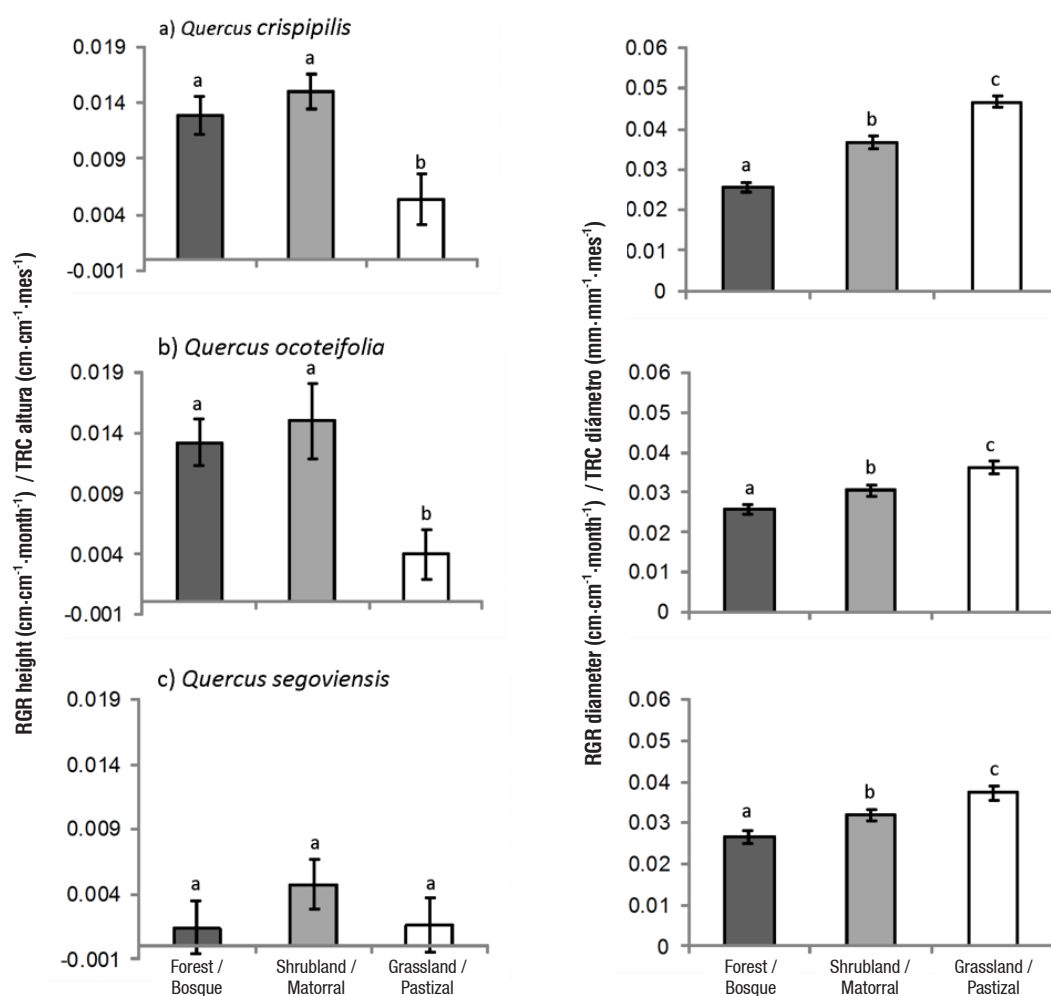 a) Quercus crispipilis
0.019
0.014
0.009
0.004
-0.001
a
a
b
0.06
0.05
0.04
0.03
0.02
0.01
0
a
b
c
b) Quercus ocoteifolia
0.019
0.014
0.009
0.004
-0.001
a
a
b
0.06
0.05
0.04
0.03
0.02
0.01
0
a
b
c
c) Quercus segoviensis
0.019
0.014
0.009
0.004
-0.001
a
a
a
0.06
0.05
0.04
0.03
0.02
0.01
0
a
b
c
Forest / Shrubland / Grassland /
Bosque Matorral Pastizal
Forest / Shrubland / Grassland /
Bosque Matorral Pastizal
RGR height (cm·cm⁻¹·month⁻¹) / TRC altura (cm·cm⁻¹·mes⁻¹)
RGR diameter (cm·cm⁻¹·month⁻¹) / TRC diámetro (mm·mm⁻¹·mes⁻¹)